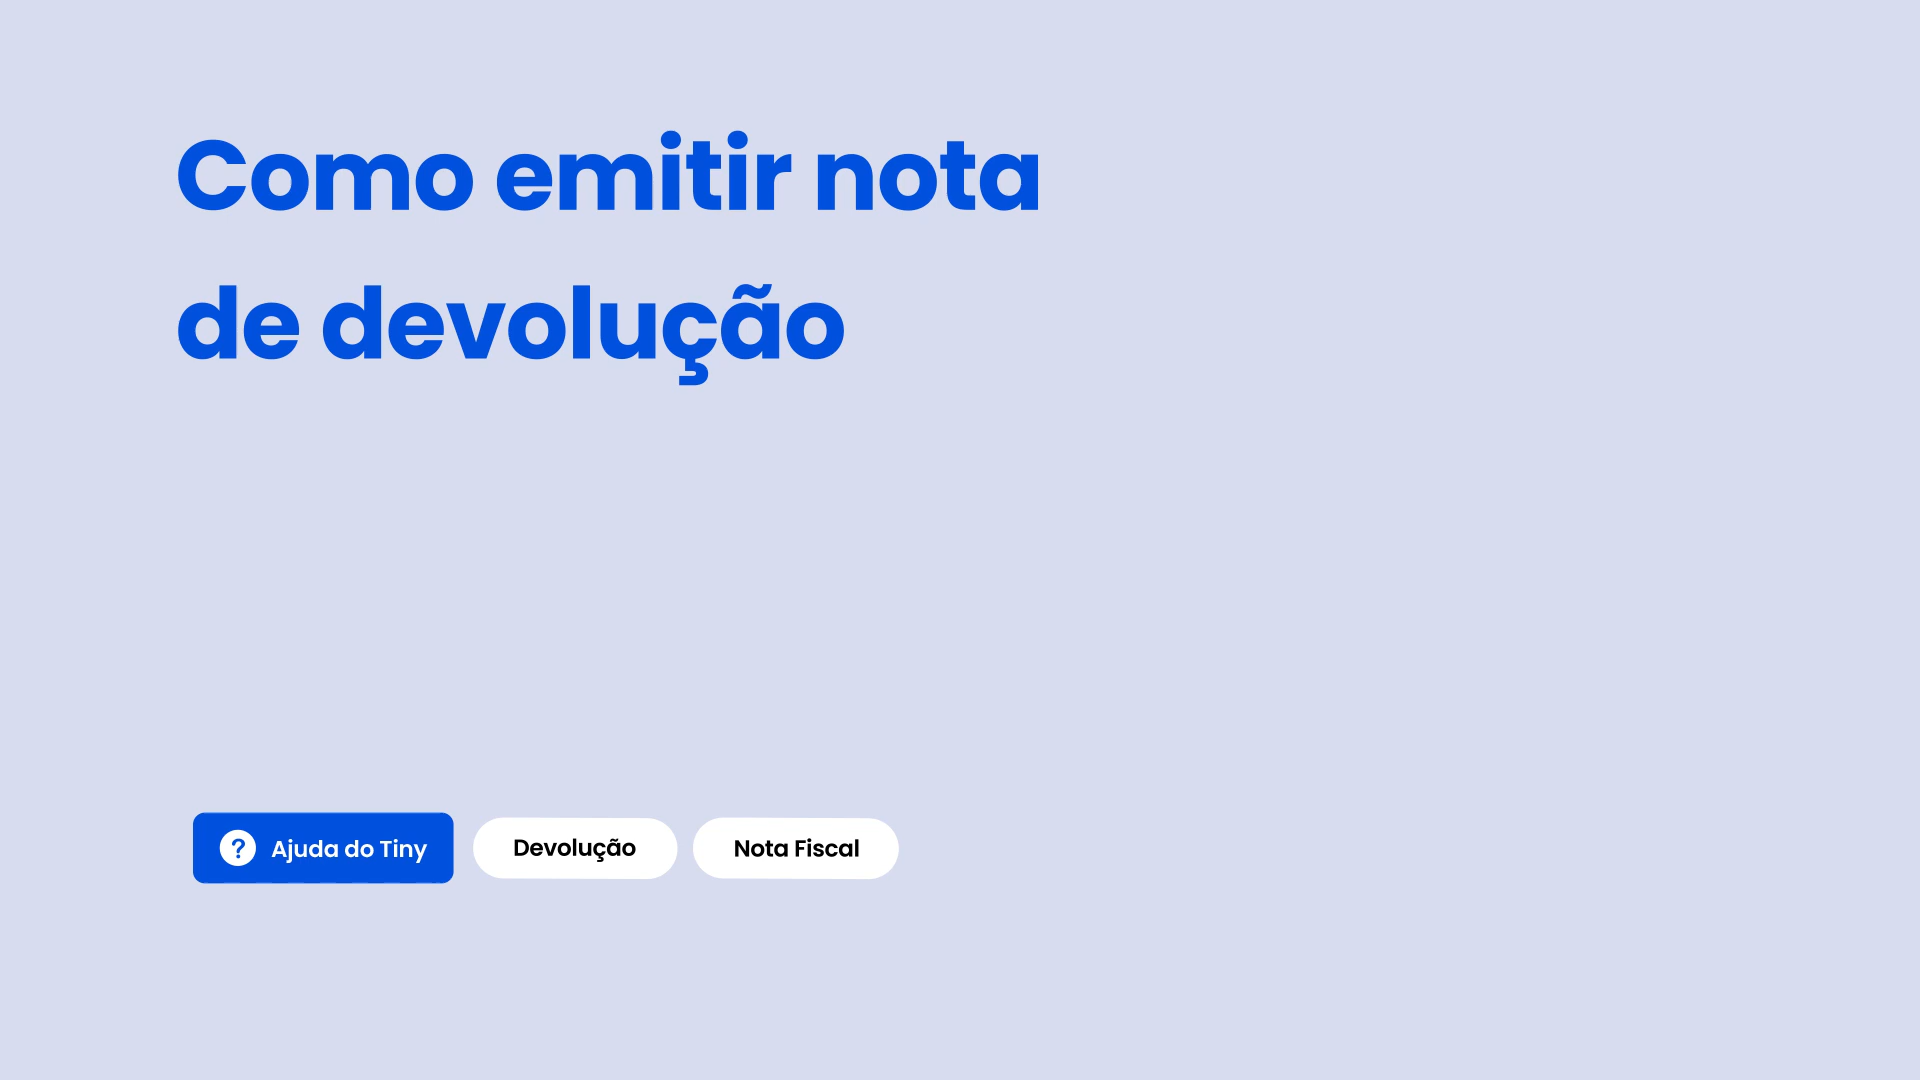 Como emitir nota
de devolução
? Ajuda do Tiny
Devolução
Nota Fiscal